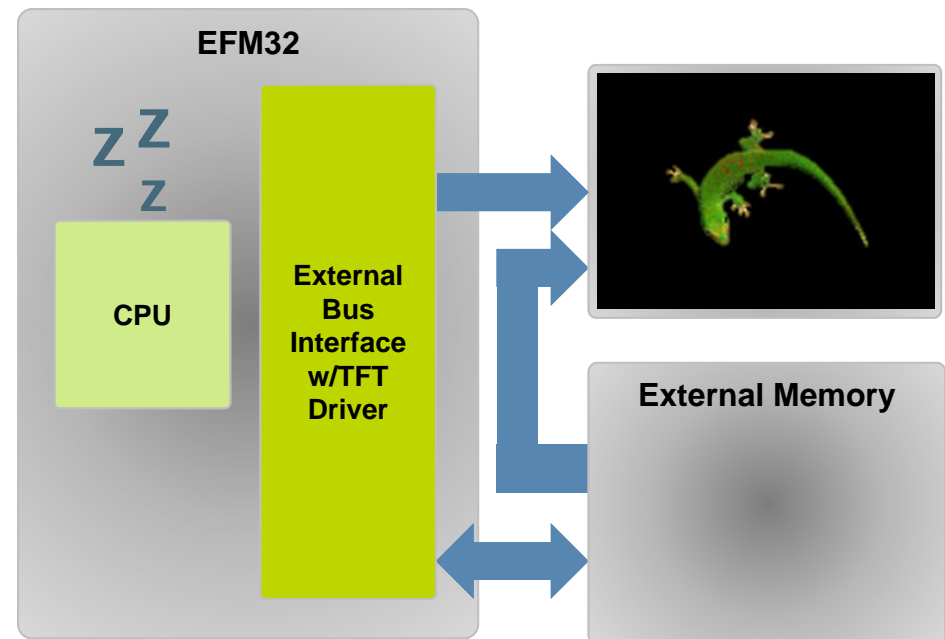 EFM32
Z
Z
Z
CPU
External
Bus
Interface
w/TFT
Driver
External Memory